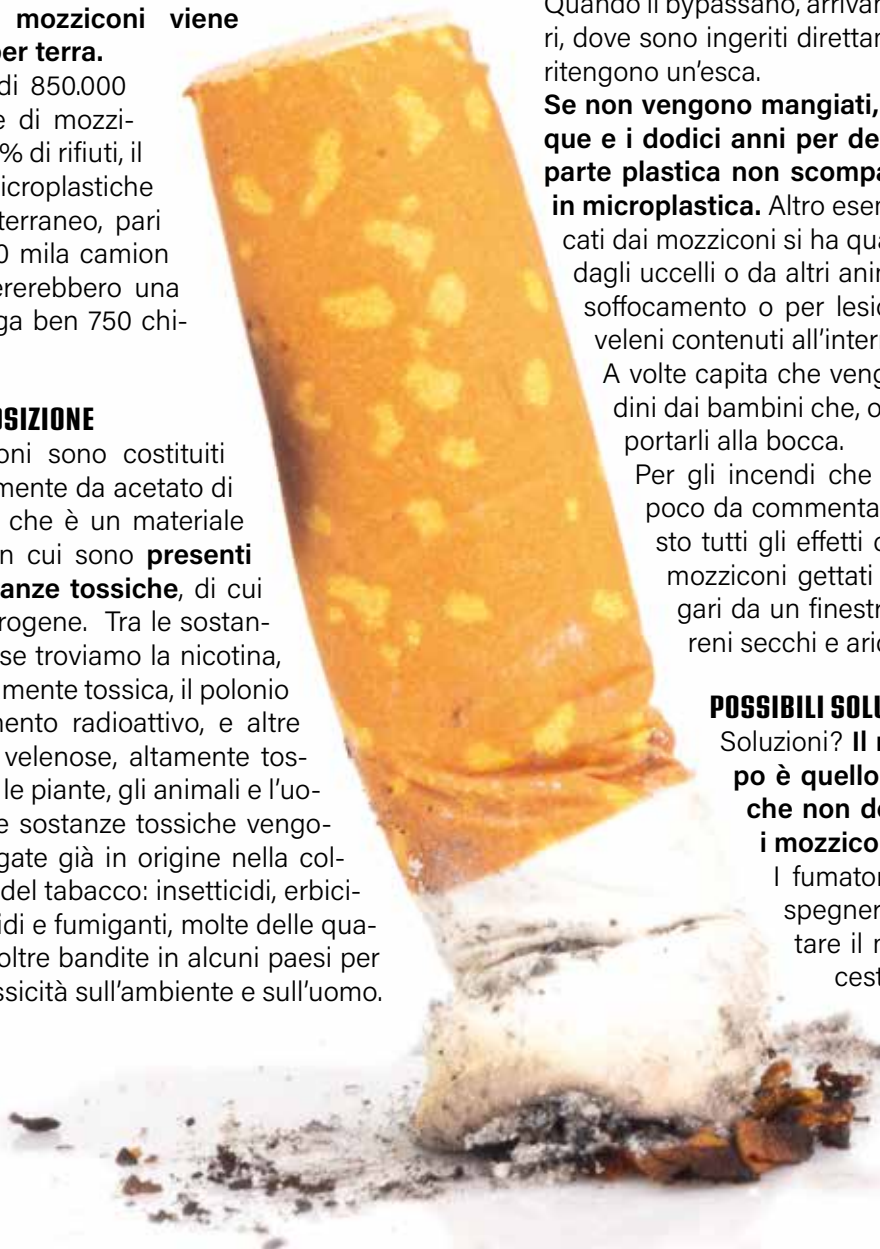 mozziconi viene
per terra.
di 850.000
e di mozzi-
% di rifiuti, il
icroplastiche
terraneo, pari
0 mila camion
ererebbero una
ga ben 750 chi-
OSIZIONE
oni sono costituiti
mente da acetato di
che è un materiale
n cui sono presenti
anze tossiche, di cui
rogene. Tra le sostan-
se troviamo la nicotina,
mente tossica, il polonio
mento radioattivo, e altre
velenose, altamente tos-
le piante, gli animali e l'uo-
e sostanze tossiche vengo-
gate già in origine nella col-
del tabacco: insetticidi, erbici-
idi e fumiganti, molte delle qua-
oltre bandite in alcuni paesi per
ssicità sull'ambiente e sull'uomo.
Quando li bypassano, arrivan
ri, dove sono ingeriti direttam
ritengono un'esca.
Se non vengono mangiati,
que e i dodici anni per de
parte plastica non scompa
in microplastica. Altro esem
cati dai mozziconi si ha qua
dagli uccelli o da altri anim
soffocamento o per lesio
veleni contenuti all'intern
A volte capita che veng
dini dai bambini che, o
portarli alla bocca.
Per gli incendi che
poco da commenta
sto tutti gli effetti c
mozziconi gettati
gari da un finestr
reni secchi e arid
POSSIBILI SOLU
Soluzioni? Il m
po è quello
che non de
i mozzico
I fumator
spegner
tare il m
cest